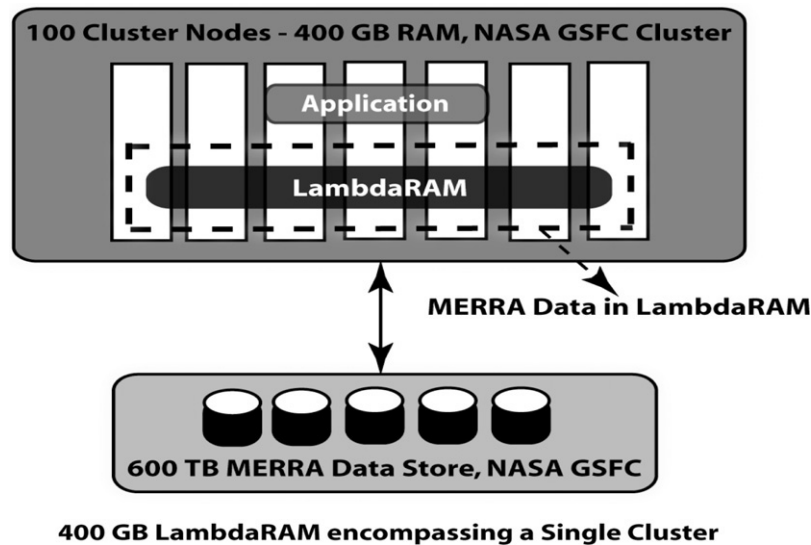 100 Cluster Nodes - 400 GB RAM, NASA GSFC Cluster
Application
LambdaRAM
MERRA Data in LambdaRAM
600 TB MERRA Data Store, NASA GSFC
400 GB LambdaRAM encompassing a Single Cluster